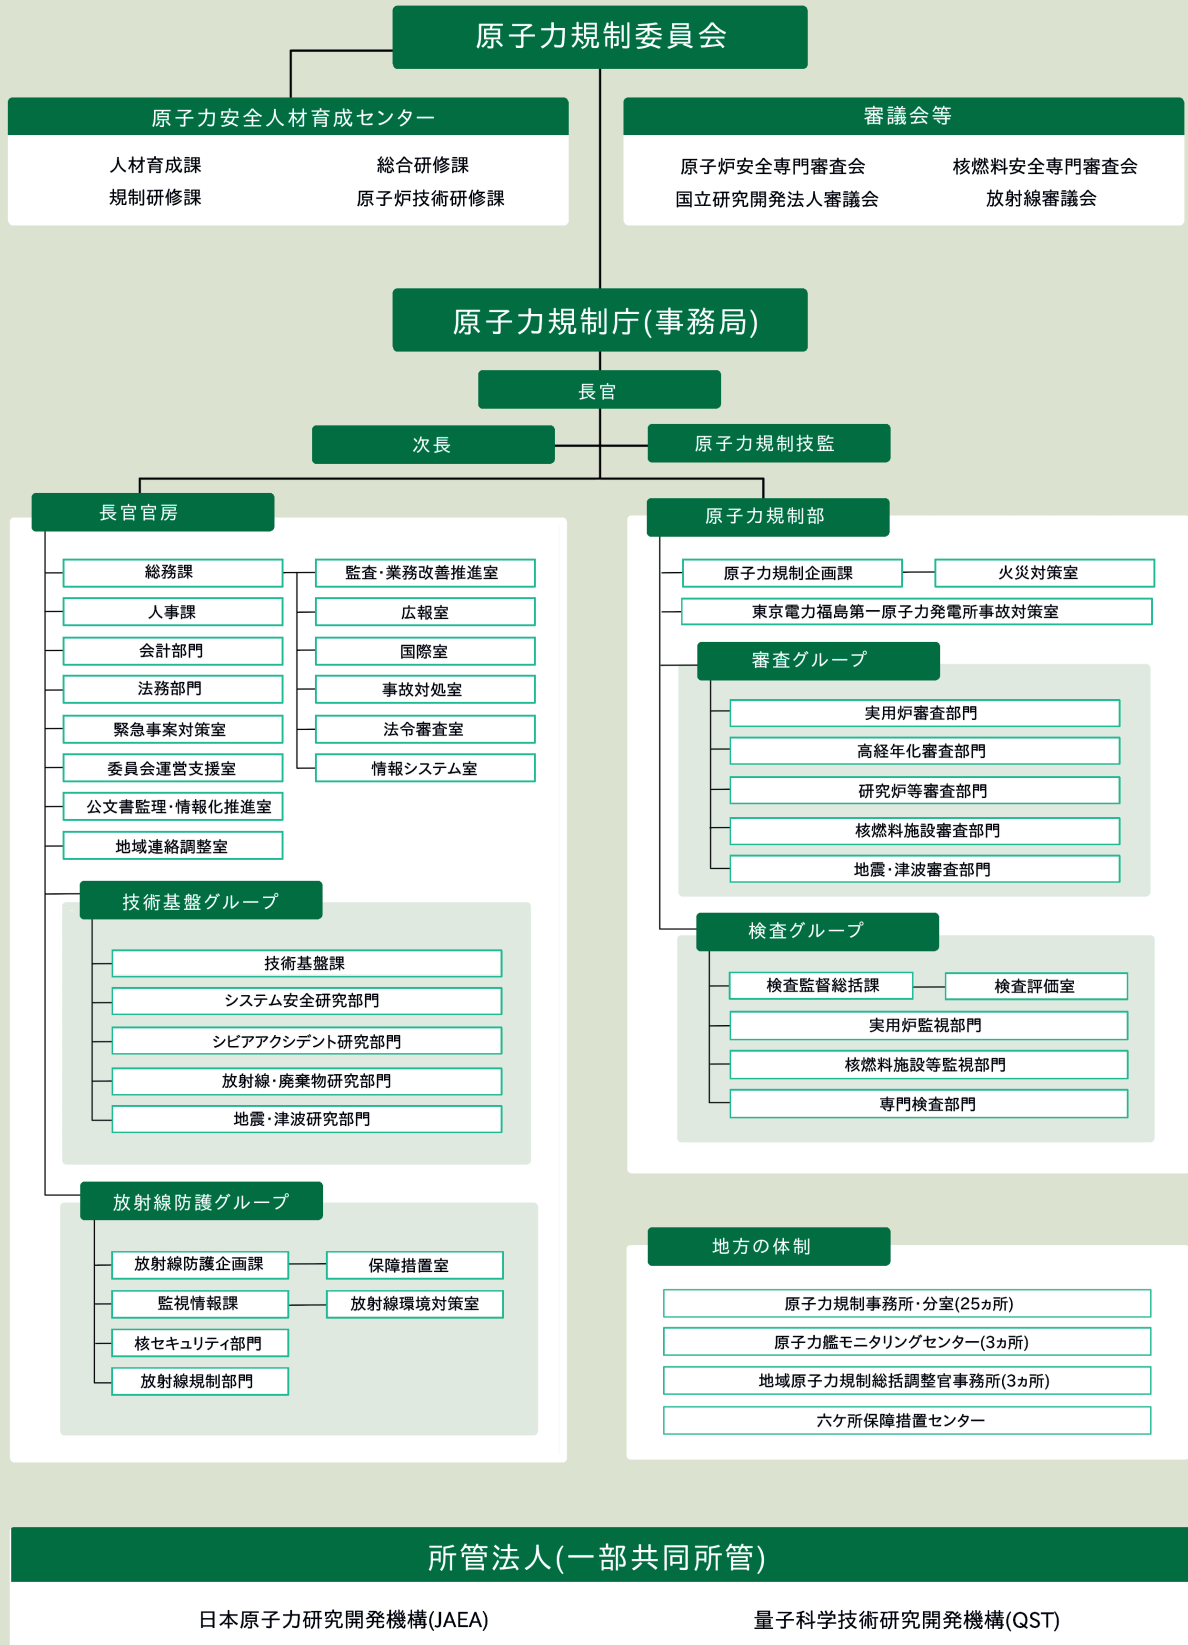 原子力規制委員会
原子力安全人材育成センター
人材育成課 総合研修課
規制研修課 原子炉技術研修課
審議会等
原子炉安全専門審査会 核燃料安全専門審査会
国立研究開発法人審議会 放射線審議会
原子力規制庁(事務局)
長官
次長
原子力規制技監
長官官房
総務課
人事課
会計部門
法務部門
緊急事案対策室
委員会運営支援室
公文書監理・情報化推進室
地域連絡調整室
監査・業務改善推進室
広報室
国際室
事故対処室
法令審査室
情報システム室
技術基盤グループ
技術基盤課
システム安全研究部門
シビアアクシデント研究部門
放射線・廃棄物研究部門
地震・津波研究部門
放射線防護グループ
放射線防護企画課 保障措置室
監視情報課 放射線環境対策室
核セキュリティ部門
放射線規制部門
原子力規制部
原子力規制企画課 火災対策室
東京電力福島第一原子力発電所事故対策室
審査グループ
実用炉審査部門
高経年化審査部門
研究炉等審査部門
核燃料施設審査部門
地震・津波審査部門
検査グループ
検査監督総括課 検査評価室
実用炉監視部門
核燃料施設等監視部門
専門検査部門
地方の体制
原子力規制事務所・分室(25ヵ所)
原子力艦モニタリングセンター(3ヵ所)
地域原子力規制総括調整官事務所(3ヵ所)
六ケ所保障措置センター
所管法人(一部共同所管)
日本原子力研究開発機構(JAEA) 量子科学技術研究開発機構(QST)